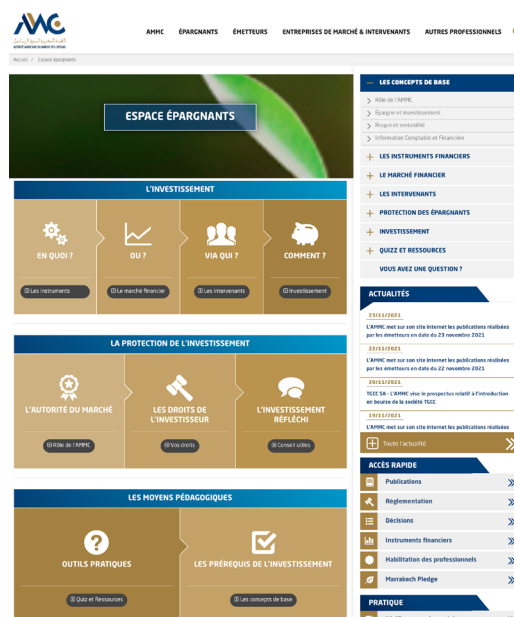 AMMC
AMMC ÉPARGNANTS ÉMETTEURS ENTREPRISES DE MARCHÉ & INTERVENANTS AUTRES PROFESSIONNELS
Accueil / Espace épargnants
ESPACE ÉPARGNANTS
L'INVESTISSEMENT
EN QUOI ? OU ? VIA QUI ? COMMENT ?
Les instruments Le marché financier Les intervenants Investissement
LA PROTECTION DE L'INVESTISSEMENT
L'AUTORITÉ DU MARCHÉ
LES DROITS DE L'INVESTISSEUR
L'INVESTISSEMENT RÉFLÉCHI
Rôle de l'AMMC Vos droits Conseil utiles
LES MOYENS PÉDAGOGIQUES
OUTILS PRATIQUES LES PRÉREQUIS DE L'INVESTISSEMENT
Quiz et Ressources Les concepts de base
LES CONCEPTS DE BASE
Rôle de l'AMMC
Épargne et investissement
Risque et rentabilité
Information Comptable et Financière
LES INSTRUMENTS FINANCIERS
LE MARCHÉ FINANCIER
LES INTERVENANTS
PROTECTION DES ÉPARGNANTS
INVESTISSEMENT
QUIZZ ET RESSOURCES
VOUS AVEZ UNE QUESTION ?
ACTUALITÉS
23/11/2021
L'AMMC met sur son site internet les publications réalisées
par les émetteurs en date du 23 novembre 2021
22/11/2021
L'AMMC met sur son site internet les publications réalisées
par les émetteurs en date du 22 novembre 2021
20/11/2021
TGCC SA - L'AMMC vise le prospectus relatif à l'introduction
en bourse de la société TGCC
19/11/2021
L'AMMC met sur son site internet les publications réalisées
Toute l'actualité
ACCÈS RAPIDE
Publications
Réglementation
Décisions
Instruments financiers
Habilitation des professionnels
Marrakech Pledge
PRATIQUE